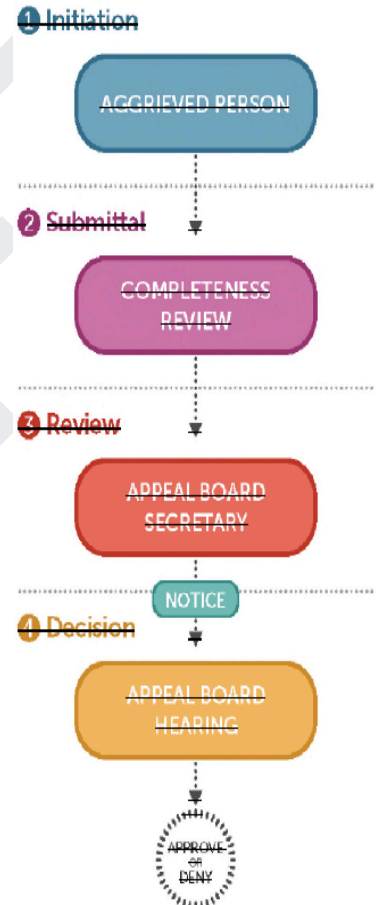 1 Initiation
AGGRIEVED PERSON
2 Submittal
COMPLETENESS
REVIEW
3 Review
APPEAL BOARD
SECRETARY
NOTICE
4 Decision
APPEAL BOARD
HEARING
APPROVE
OR
DENY